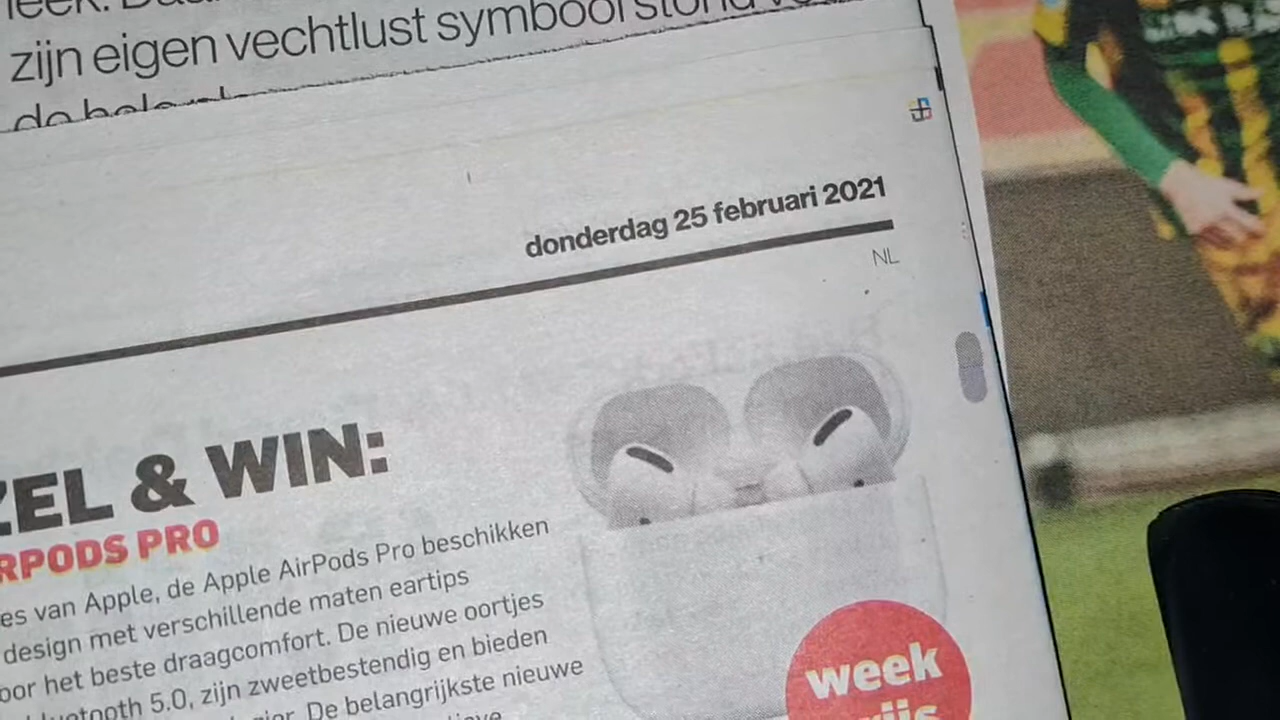 zijn eigen vechtlust symbool stond
de
donderdag 25 februari 2021
NL
ZEL & WIN:
RPODS PRO
es van Apple, de Apple AirPods Pro beschikken
design met verschillende maten eartips
oor het beste draagcomfort. De nieuwe oortjes
bluetooth 5.0, zijn zweetbestendig en bieden
De belangrijkste nieuwe
week